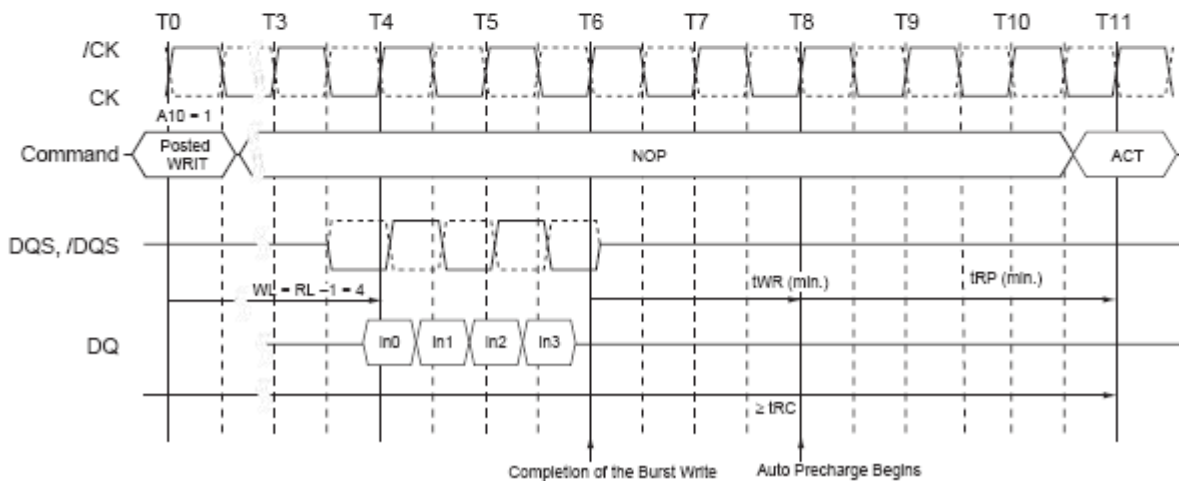 T0 T3 T4 T5 T6 T7 T8 T9 T10 T11
/CK
CK
A10 = 1
Command
Posted
WRIT
NOP
ACT
DQS, /DQS
WL = RL –1 = 4
tWR (min.)
tRP (min.)
DQ
In0 In1 In2 In3
≥ tRC
Completion of the Burst Write
Auto Precharge Begins